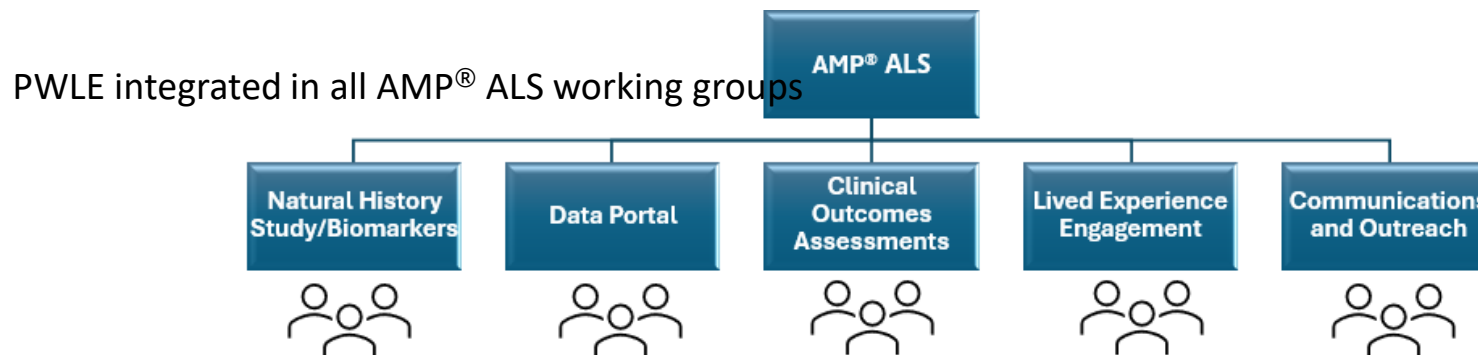 AMP® ALS
PWLE integrated in all AMP® ALS working groups
Natural History
Study/Biomarkers
Data Portal
Clinical
Outcomes
Assessments
Lived Experience
Engagement
Communications
and Outreach